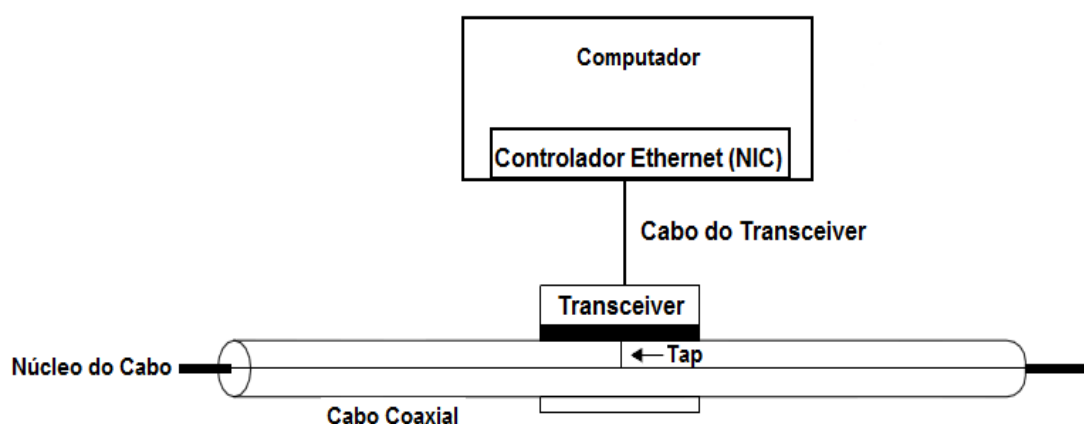 Computador
Controlador Ethernet (NIC)
Cabo do Transceiver
Transceiver
Tap
Núcleo do Cabo
Cabo Coaxial